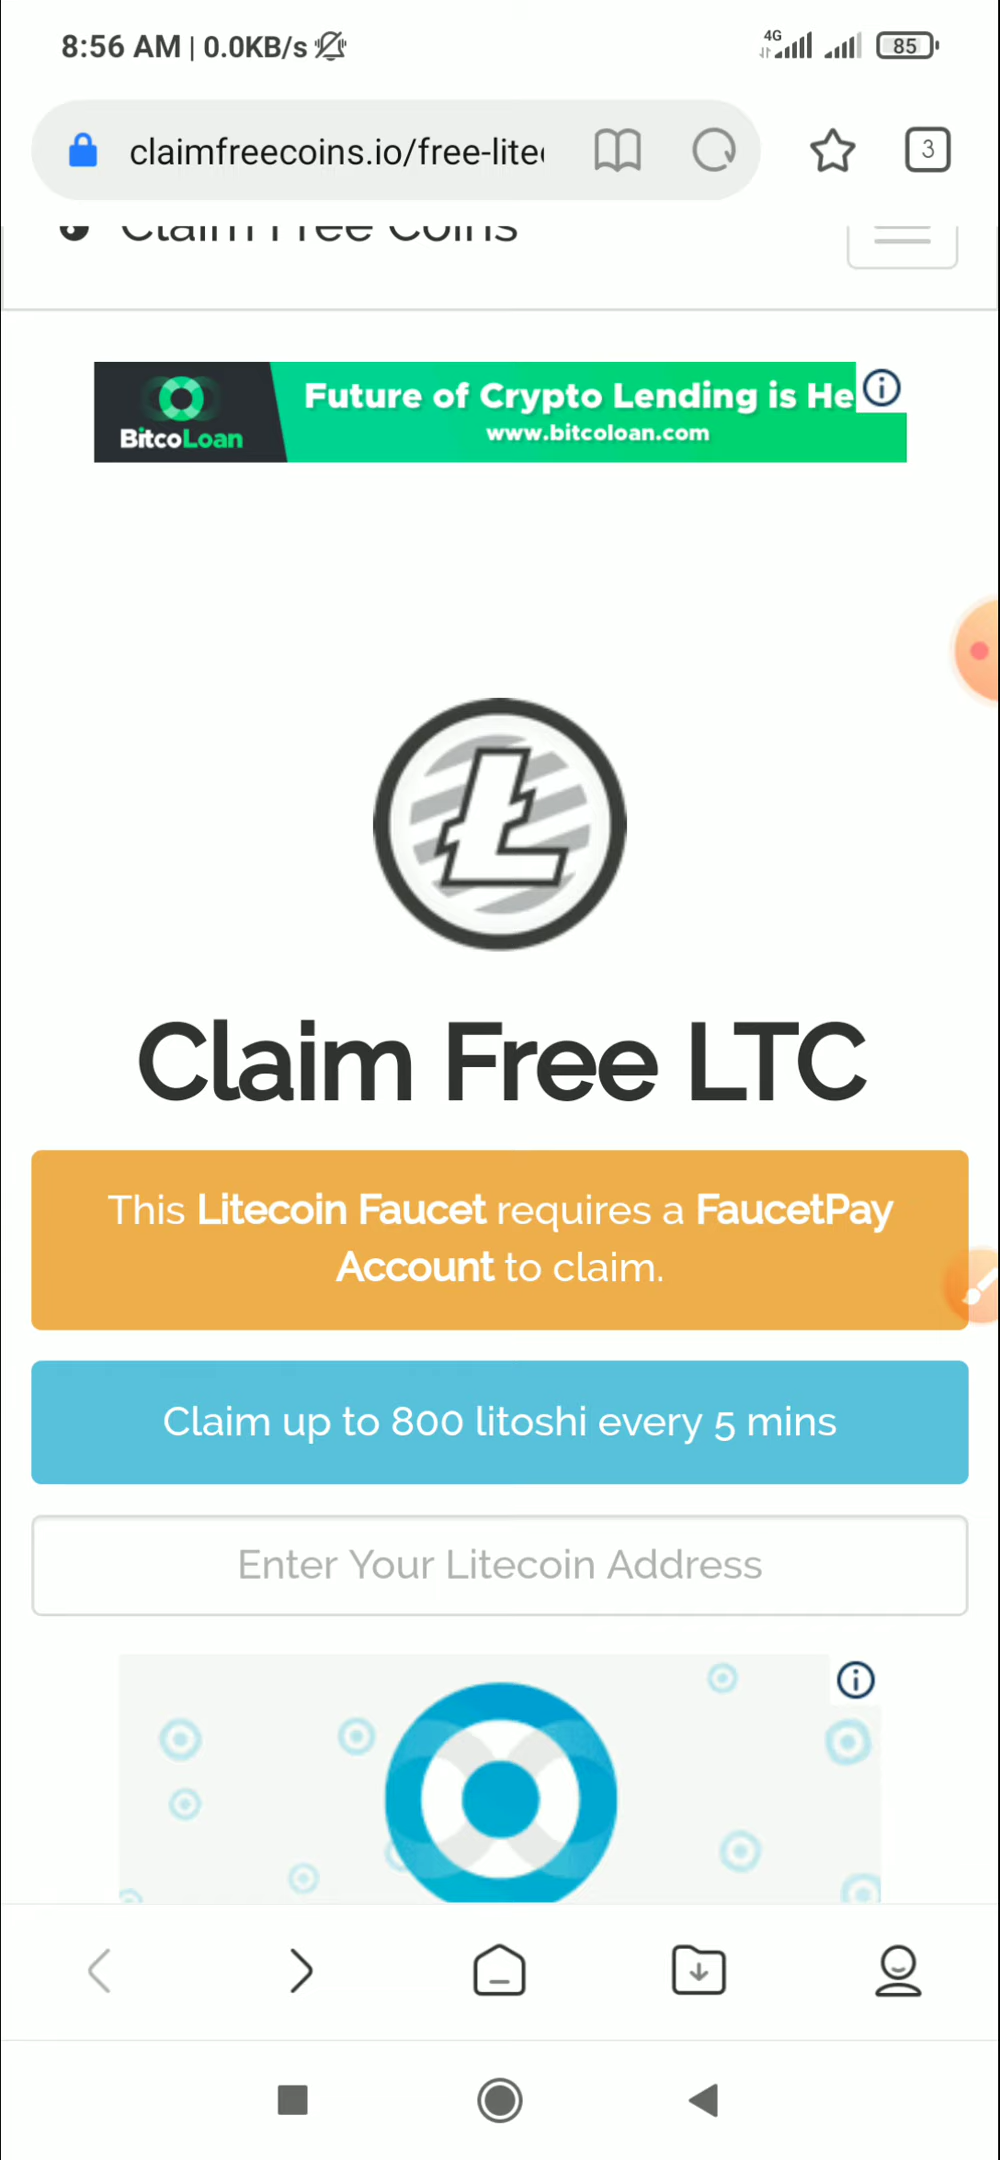 8:56 AM | 0.0KB/s
4G
85
claimfreecoins.io/free-lite
3
Claim Free Coins
BitcoLoan
Future of Crypto Lending is He
www.bitcoloan.com
Claim Free LTC
This Litecoin Faucet requires a FaucetPay
Account to claim.
Claim up to 800 litoshi every 5 mins
Enter Your Litecoin Address